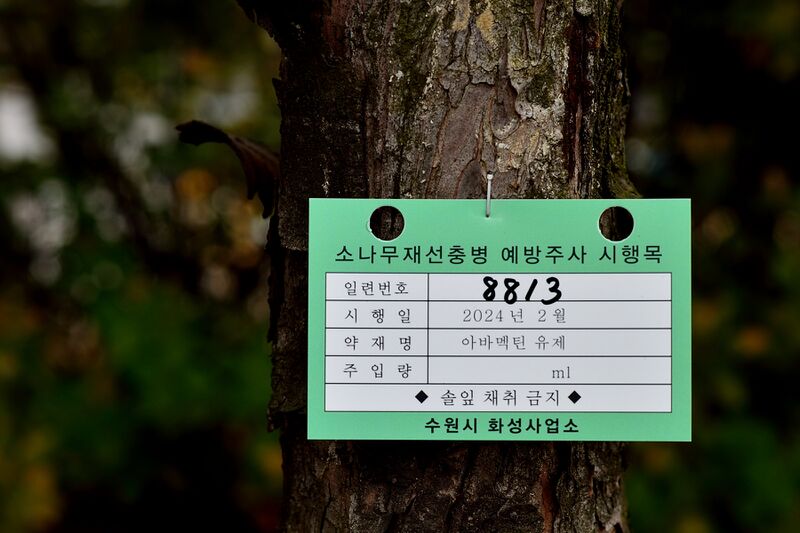 소나무재선충병 예방주사 시행목
일련번호 8813
시 행 일 2024년 2월
약 재 명 아바멕틴 유제
주 입 량 ml
◆ 솔잎 채취 금지 ◆
수원시 화성사업소